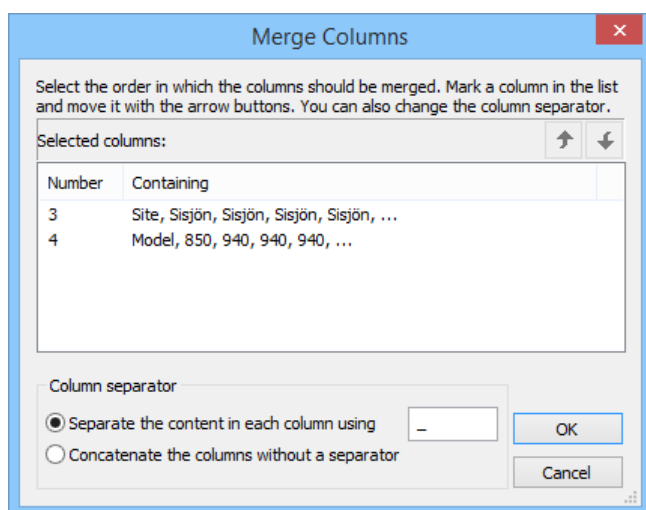 Merge Columns
Select the order in which the columns should be merged. Mark a column in the list
and move it with the arrow buttons. You can also change the column separator.
Selected columns:
Number Containing
3 Site, Sisjön, Sisjön, Sisjön, Sisjön, ...
4 Model, 850, 940, 940, 940, ...
Column separator
Separate the content in each column using _
Concatenate the columns without a separator
OK
Cancel